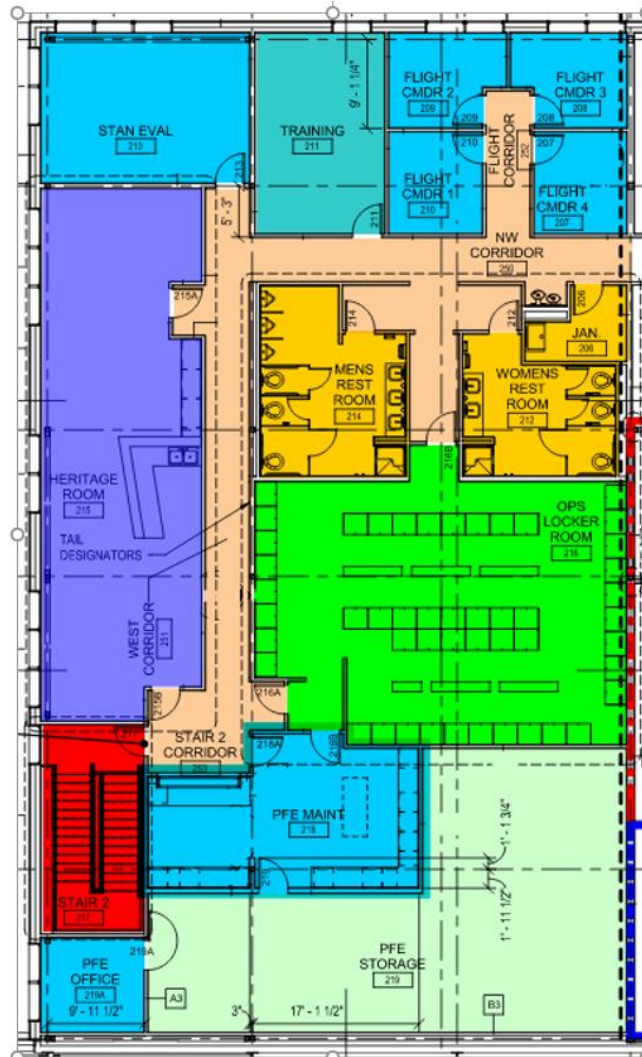 STAN EVAL
213
213
TRAINING
211
211
9' - 1 1/4"
FLIGHT
CMDR 2
209
209
FLIGHT
CMDR 3
208
208
FLIGHT
CMDR 1
210
210
FLIGHT
CORRIDOR
252
207
FLIGHT
CMDR 4
207
5' - 3"
NW
CORRIDOR
250
215A
214
212
206
JAN.
206
MENS
REST
ROOM
214
WOMENS
REST
ROOM
212
216B
HERITAGE
ROOM
215
TAIL
DESIGNATORS
OPS
LOCKER
ROOM
216
WEST
CORRIDOR
251
215B
216A
217
STAIR 2
CORRIDOR
253
218A
218B
PFE MAINT
218
219
1' - 1 3/4"
1' - 11 1/2"
STAIR 2
217
219A
PFE
OFFICE
219A
9' - 11 1/2"
A3
3"
17' - 1 1/2"
PFE
STORAGE
219
B3